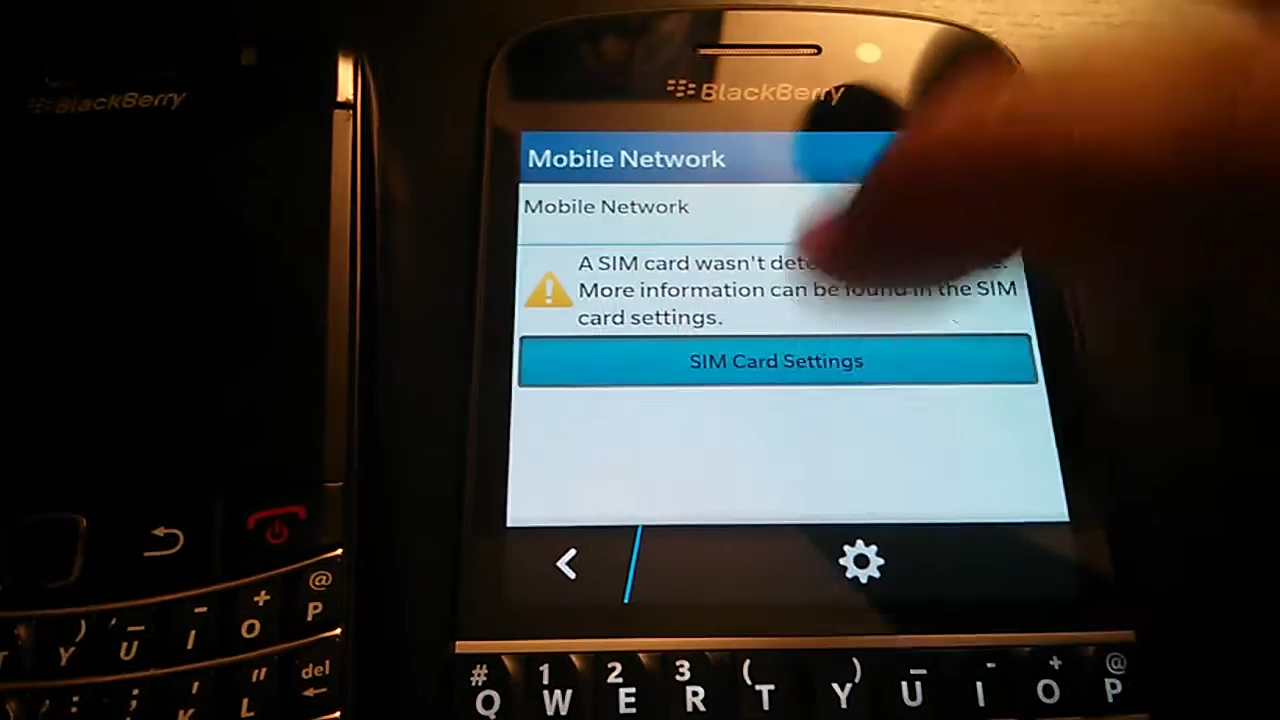 BlackBerry
BlackBerry
Mobile Network
Mobile Network
A SIM card wasn't
More information can be found in the SIM
card settings.
SIM Card Settings
@
P
+
O
-
I
_
U
)
Y
del
"
L
'
K
;
:
# 1 2 3 ( ) _ - + @
Q W E R T Y U I O P